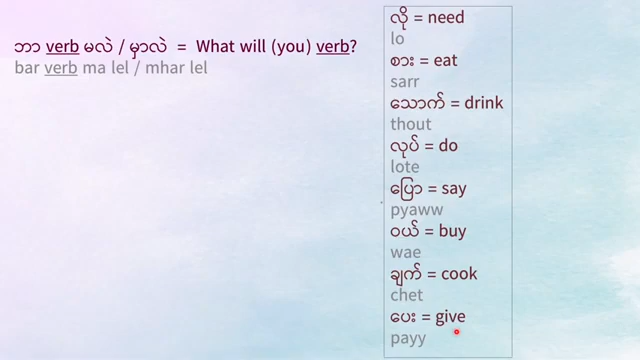 ဘာ verb မလဲ / မှာလဲ = What will (you) verb?
bar verb ma lel / mhar lel
လို = need
lo
စား = eat
sarr
သောက် = drink
thout
လုပ် = do
lote
ပြော = say
pyaww
ဝယ် = buy
wae
ချက် = cook
chet
ပေး = give
payy